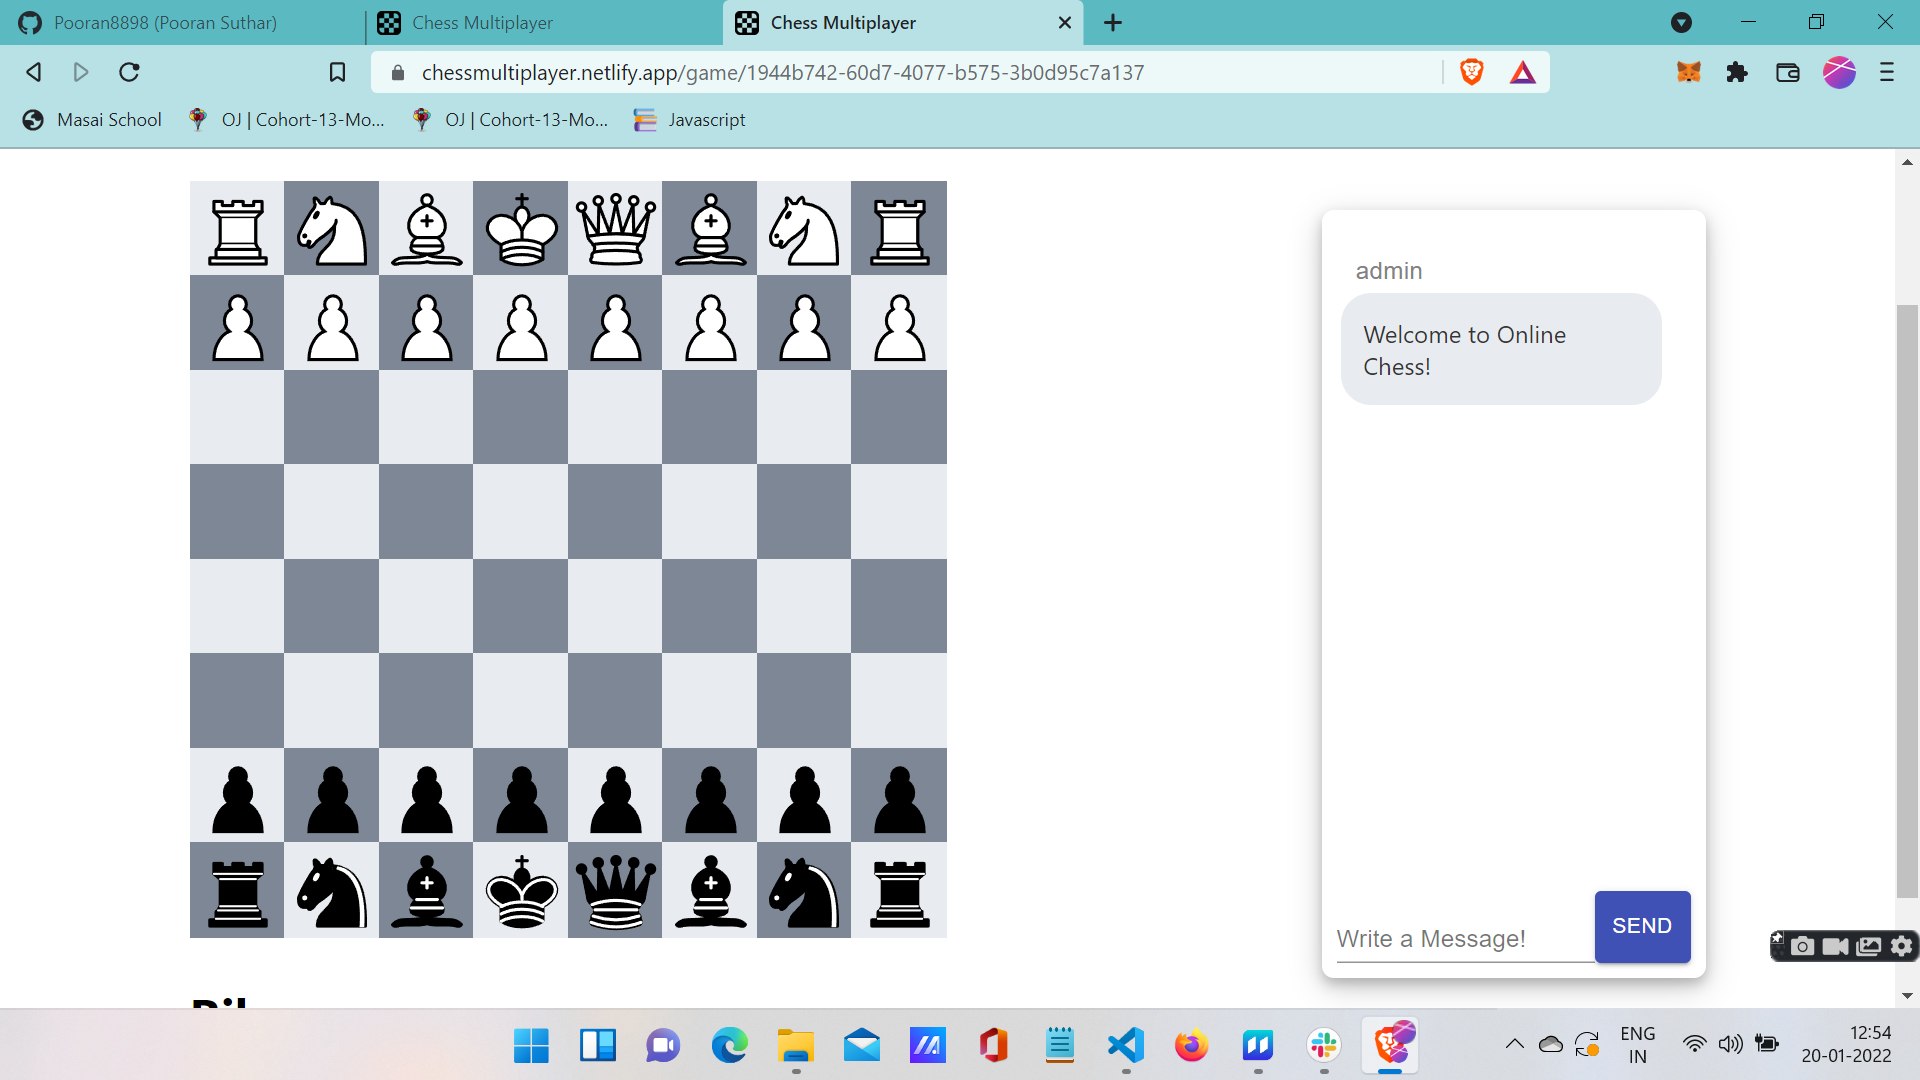 Pooran8898 (Pooran Suthar)
Chess Multiplayer
Chess Multiplayer
chessmultiplayer.netlify.app/game/1944b742-60d7-4077-b575-3b0d95c7a137
Masai School
OJ | Cohort-13-Mo...
OJ | Cohort-13-Mo...
Javascript
admin
Welcome to Online
Chess!
Write a Message!
SEND
ENG
IN
12:54
20-01-2022